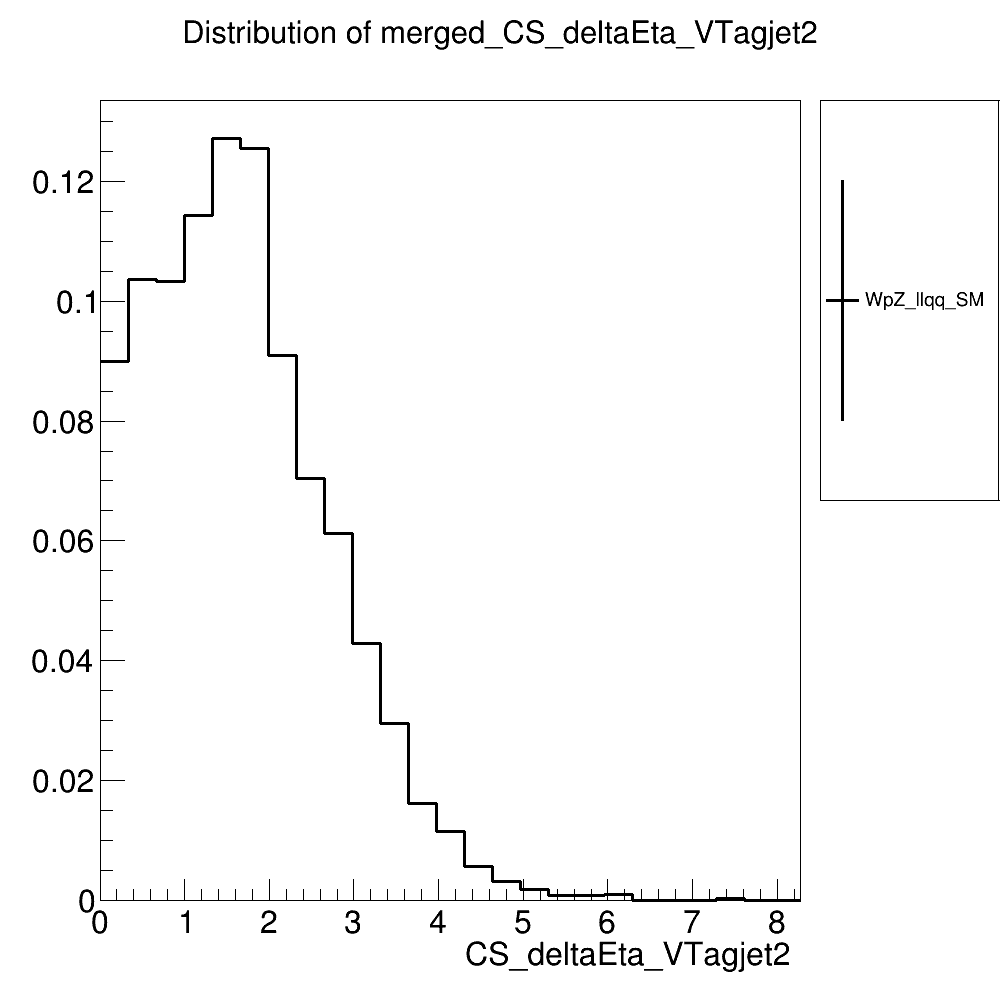 Distribution of merged_CS_deltaEta_VTagjet2
0.12
0.1
0.08
0.06
0.04
0.02
0
0 1 2 3 4 5 6 7 8
CS_deltaEta_VTagjet2
WpZ_llqq_SM